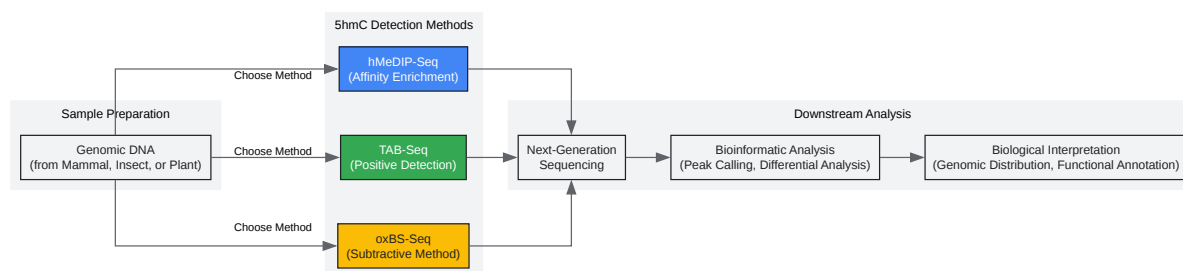 5hmC Detection Methods
hMeDIP-Seq
(Affinity Enrichment)
Choose Method
Sample Preparation
Genomic DNA
(from Mammal, Insect, or Plant)
Choose Method
TAB-Seq
(Positive Detection)
Choose Method
oxBS-Seq
(Subtractive Method)
Downstream Analysis
Next-Generation
Sequencing
Bioinformatic Analysis
(Peak Calling, Differential Analysis)
Biological Interpretation
(Genomic Distribution, Functional Annotation)